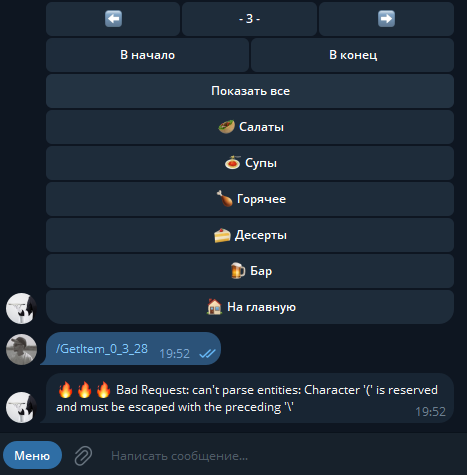 - 3 -
В начало
В конец
Показать все
Салаты
Супы
Горячее
Десерты
Бар
На главную
/GetItem_0_3_28 19:52
Bad Request: can't parse entities: Character '(' is reserved
and must be escaped with the preceding '\' 19:52
Меню Написать сообщение...